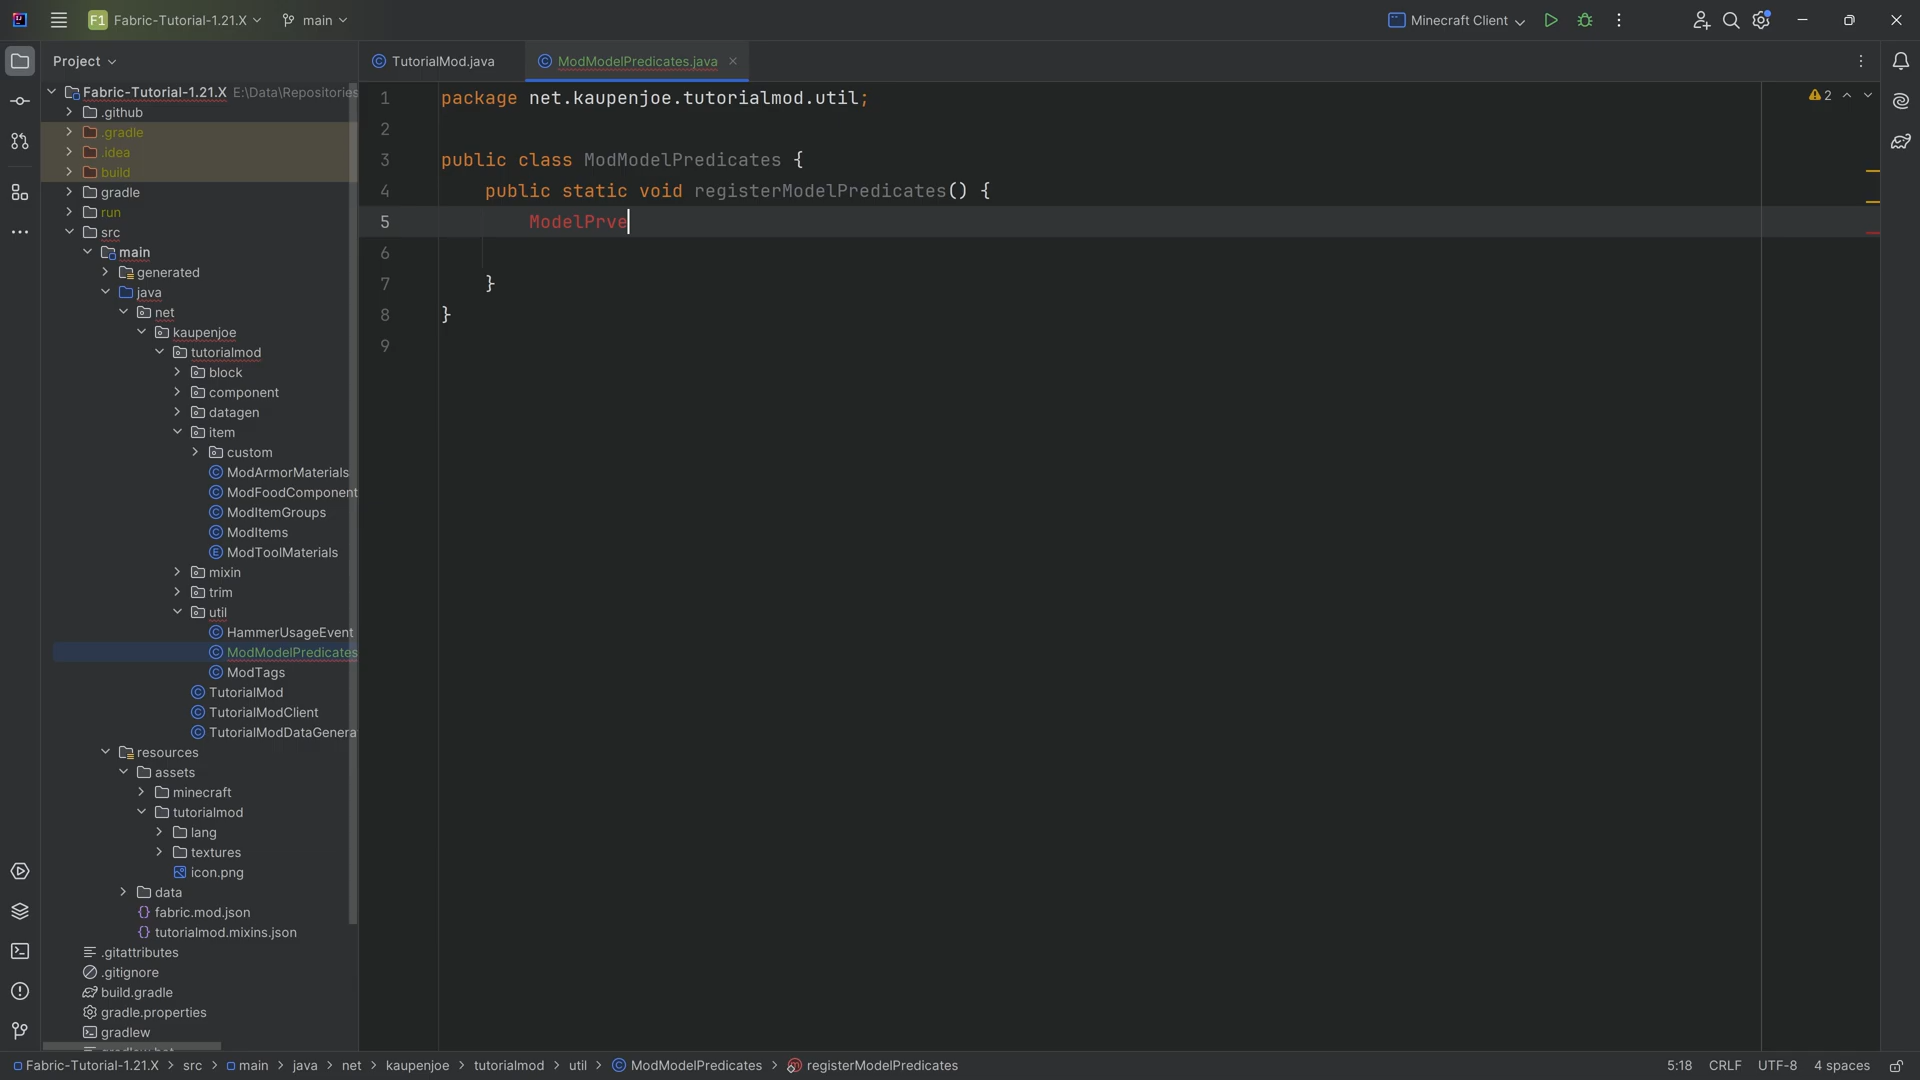 F1 Fabric-Tutorial-1.21.X main Minecraft Client
Project TutorialMod.java ModModelPredicates.java
Fabric-Tutorial-1.21.X E:\Data\Repositories
.github
.gradle
.idea
build
gradle
run
src
main
generated
java
net
kaupenjoe
tutorialmod
block
component
datagen
item
custom
ModArmorMaterials
ModFoodComponent
ModItemGroups
ModItems
ModToolMaterials
mixin
trim
util
HammerUsageEvent
ModModelPredicates
ModTags
TutorialMod
TutorialModClient
TutorialModDataGenera
resources
assets
minecraft
tutorialmod
lang
textures
icon.png
data
fabric.mod.json
tutorialmod.mixins.json
.gitattributes
.gitignore
build.gradle
gradle.properties
gradlew
1 package net.kaupenjoe.tutorialmod.util;
2
3 public class ModModelPredicates {
4 public static void registerModelPredicates() {
5 ModelPrve
6
7 }
8 }
9
2
Fabric-Tutorial-1.21.X > src > main > java > net > kaupenjoe > tutorialmod > util > ModModelPredicates > registerModelPredicates 5:18 CRLF UTF-8 4 spaces